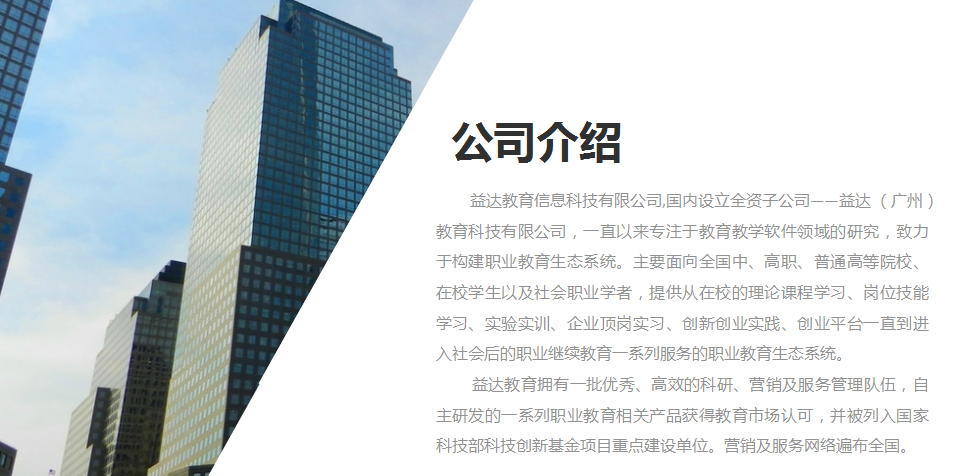 公司介绍
益达教育信息科技有限公司,国内设立全资子公司——益达（广州）
教育科技有限公司，一直以来专注于教育教学软件领域的研究，致力
于构建职业教育生态系统。主要面向全国中、高职、普通高等院校、
在校学生以及社会职业学者，提供从在校的理论课程学习、岗位技能
学习、实验实训、企业顶岗实习、创新创业实践、创业平台一直到进
入社会后的职业继续教育一系列服务的职业教育生态系统。
益达教育拥有一批优秀、高效的科研、营销及服务管理队伍，自
主研发的一系列职业教育相关产品获得教育市场认可，并被列入国家
科技部科技创新基金项目重点建设单位。营销及服务网络遍布全国。